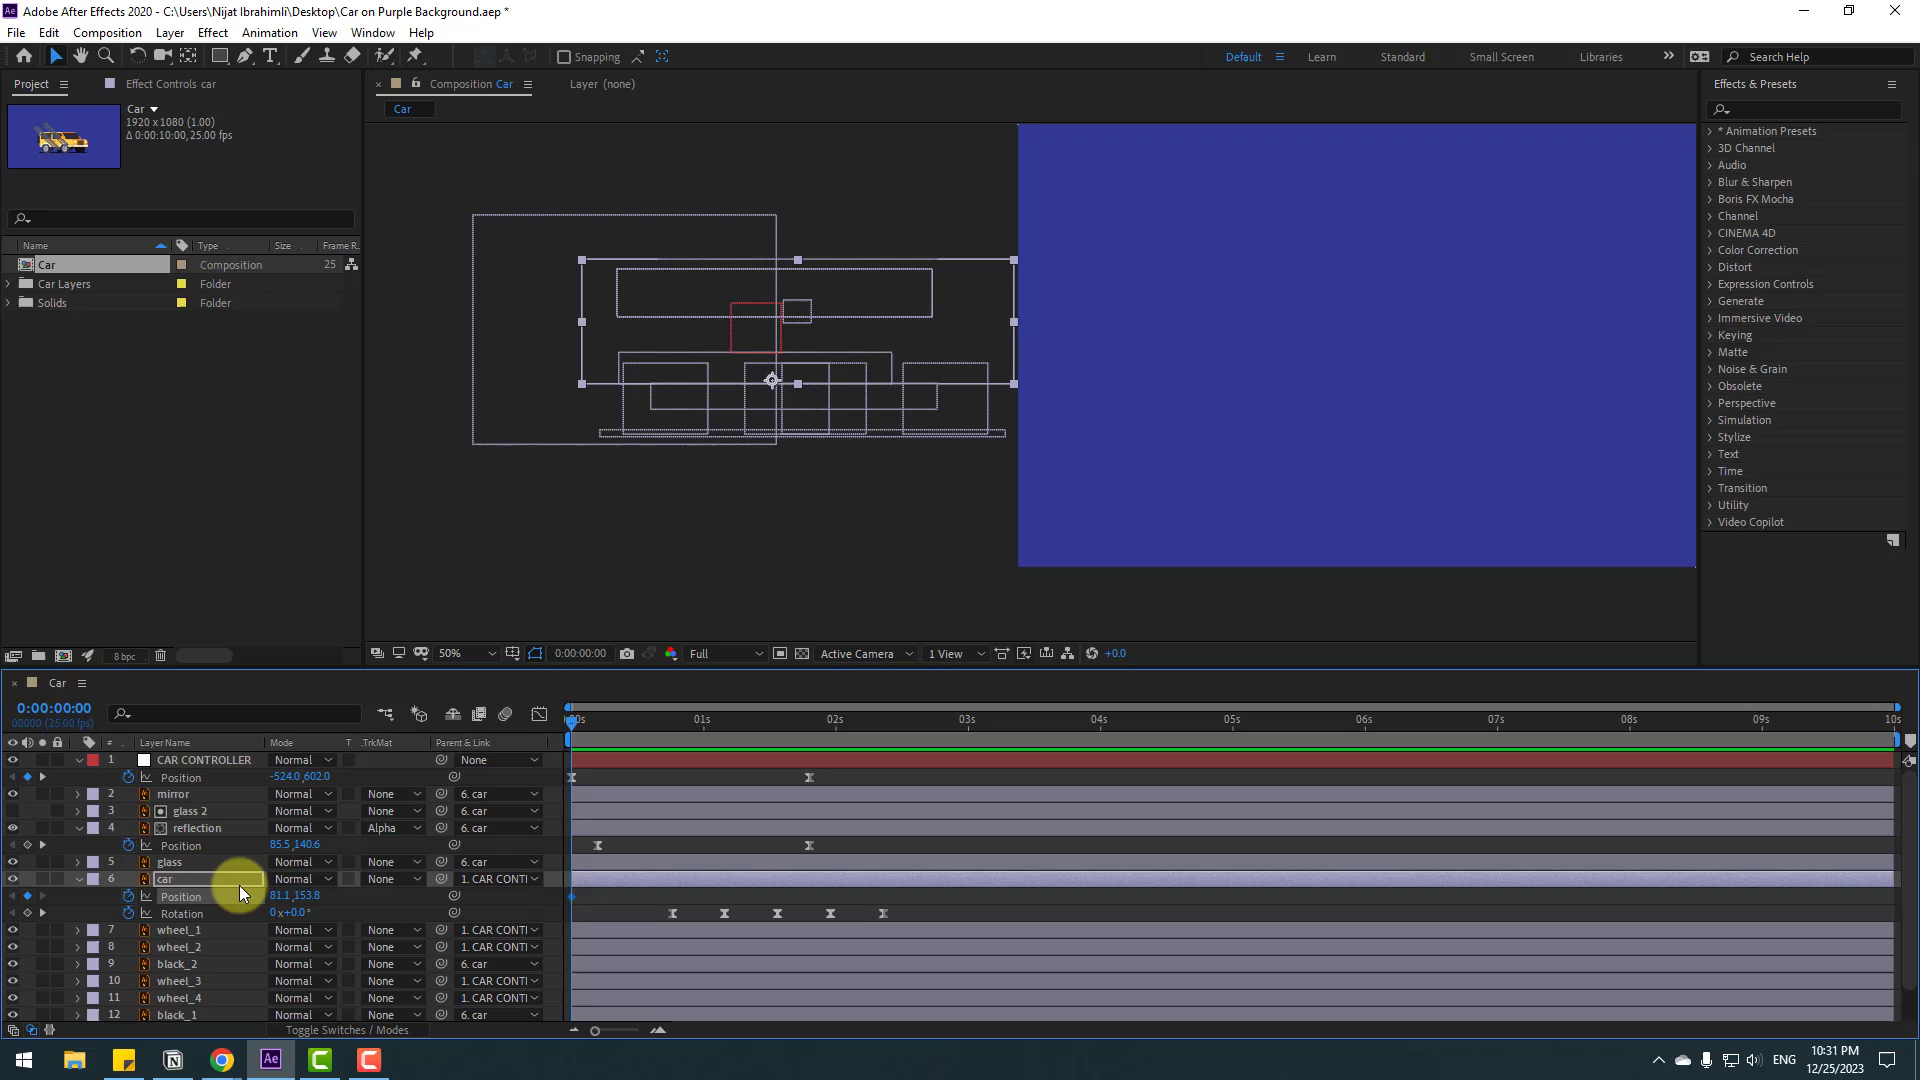 Adobe After Effects 2020 - C:\Users\Nijat Ibrahimli\Desktop\Car on Purple Background.aep *
File Edit Composition Layer Effect Animation View Window Help
Snapping
Default Learn Standard Small Screen Libraries Search Help
Project Effect Controls car
Composition Car Layer (none)
Effects & Presets
Car
Car
1920 x 1080 (1.00)
Δ 0:00:10:00, 25.00 fps
* Animation Presets
3D Channel
Audio
Blur & Sharpen
Boris FX Mocha
Channel
CINEMA 4D
Color Correction
Distort
Expression Controls
Generate
Immersive Video
Keying
Matte
Noise & Grain
Obsolete
Perspective
Simulation
Stylize
Text
Time
Transition
Utility
Video Copilot
Name Type Size Frame R...
Car Composition 25
Car Layers Folder
Solids Folder
8 bpc
50% 0:00:00:00 Full Active Camera 1 View +0.0
Car
0:00:00:00
00000 (25.00 fps)
01s 02s 03s 04s 05s 06s 07s 08s 09s 10s
# Layer Name Mode T .TrkMat Parent & Link
1 CAR CONTROLLER Normal None
Position -524.0,602.0
2 mirror Normal None 6. car
3 glass 2 Normal None 6. car
4 reflection Normal Alpha 6. car
Position 85.5,140.6
5 glass Normal None 6. car
6 car Normal None 1. CAR CONTI
Position 81.1,153.8
Rotation 0x+0.0°
7 wheel_1 Normal None 1. CAR CONTI
8 wheel_2 Normal None 1. CAR CONTI
9 black_2 Normal None 6. car
10 wheel_3 Normal None 1. CAR CONTI
11 wheel_4 Normal None 1. CAR CONTI
12 black_1 Normal None 6. car
Toggle Switches / Modes
ENG
10:31 PM
12/25/2023